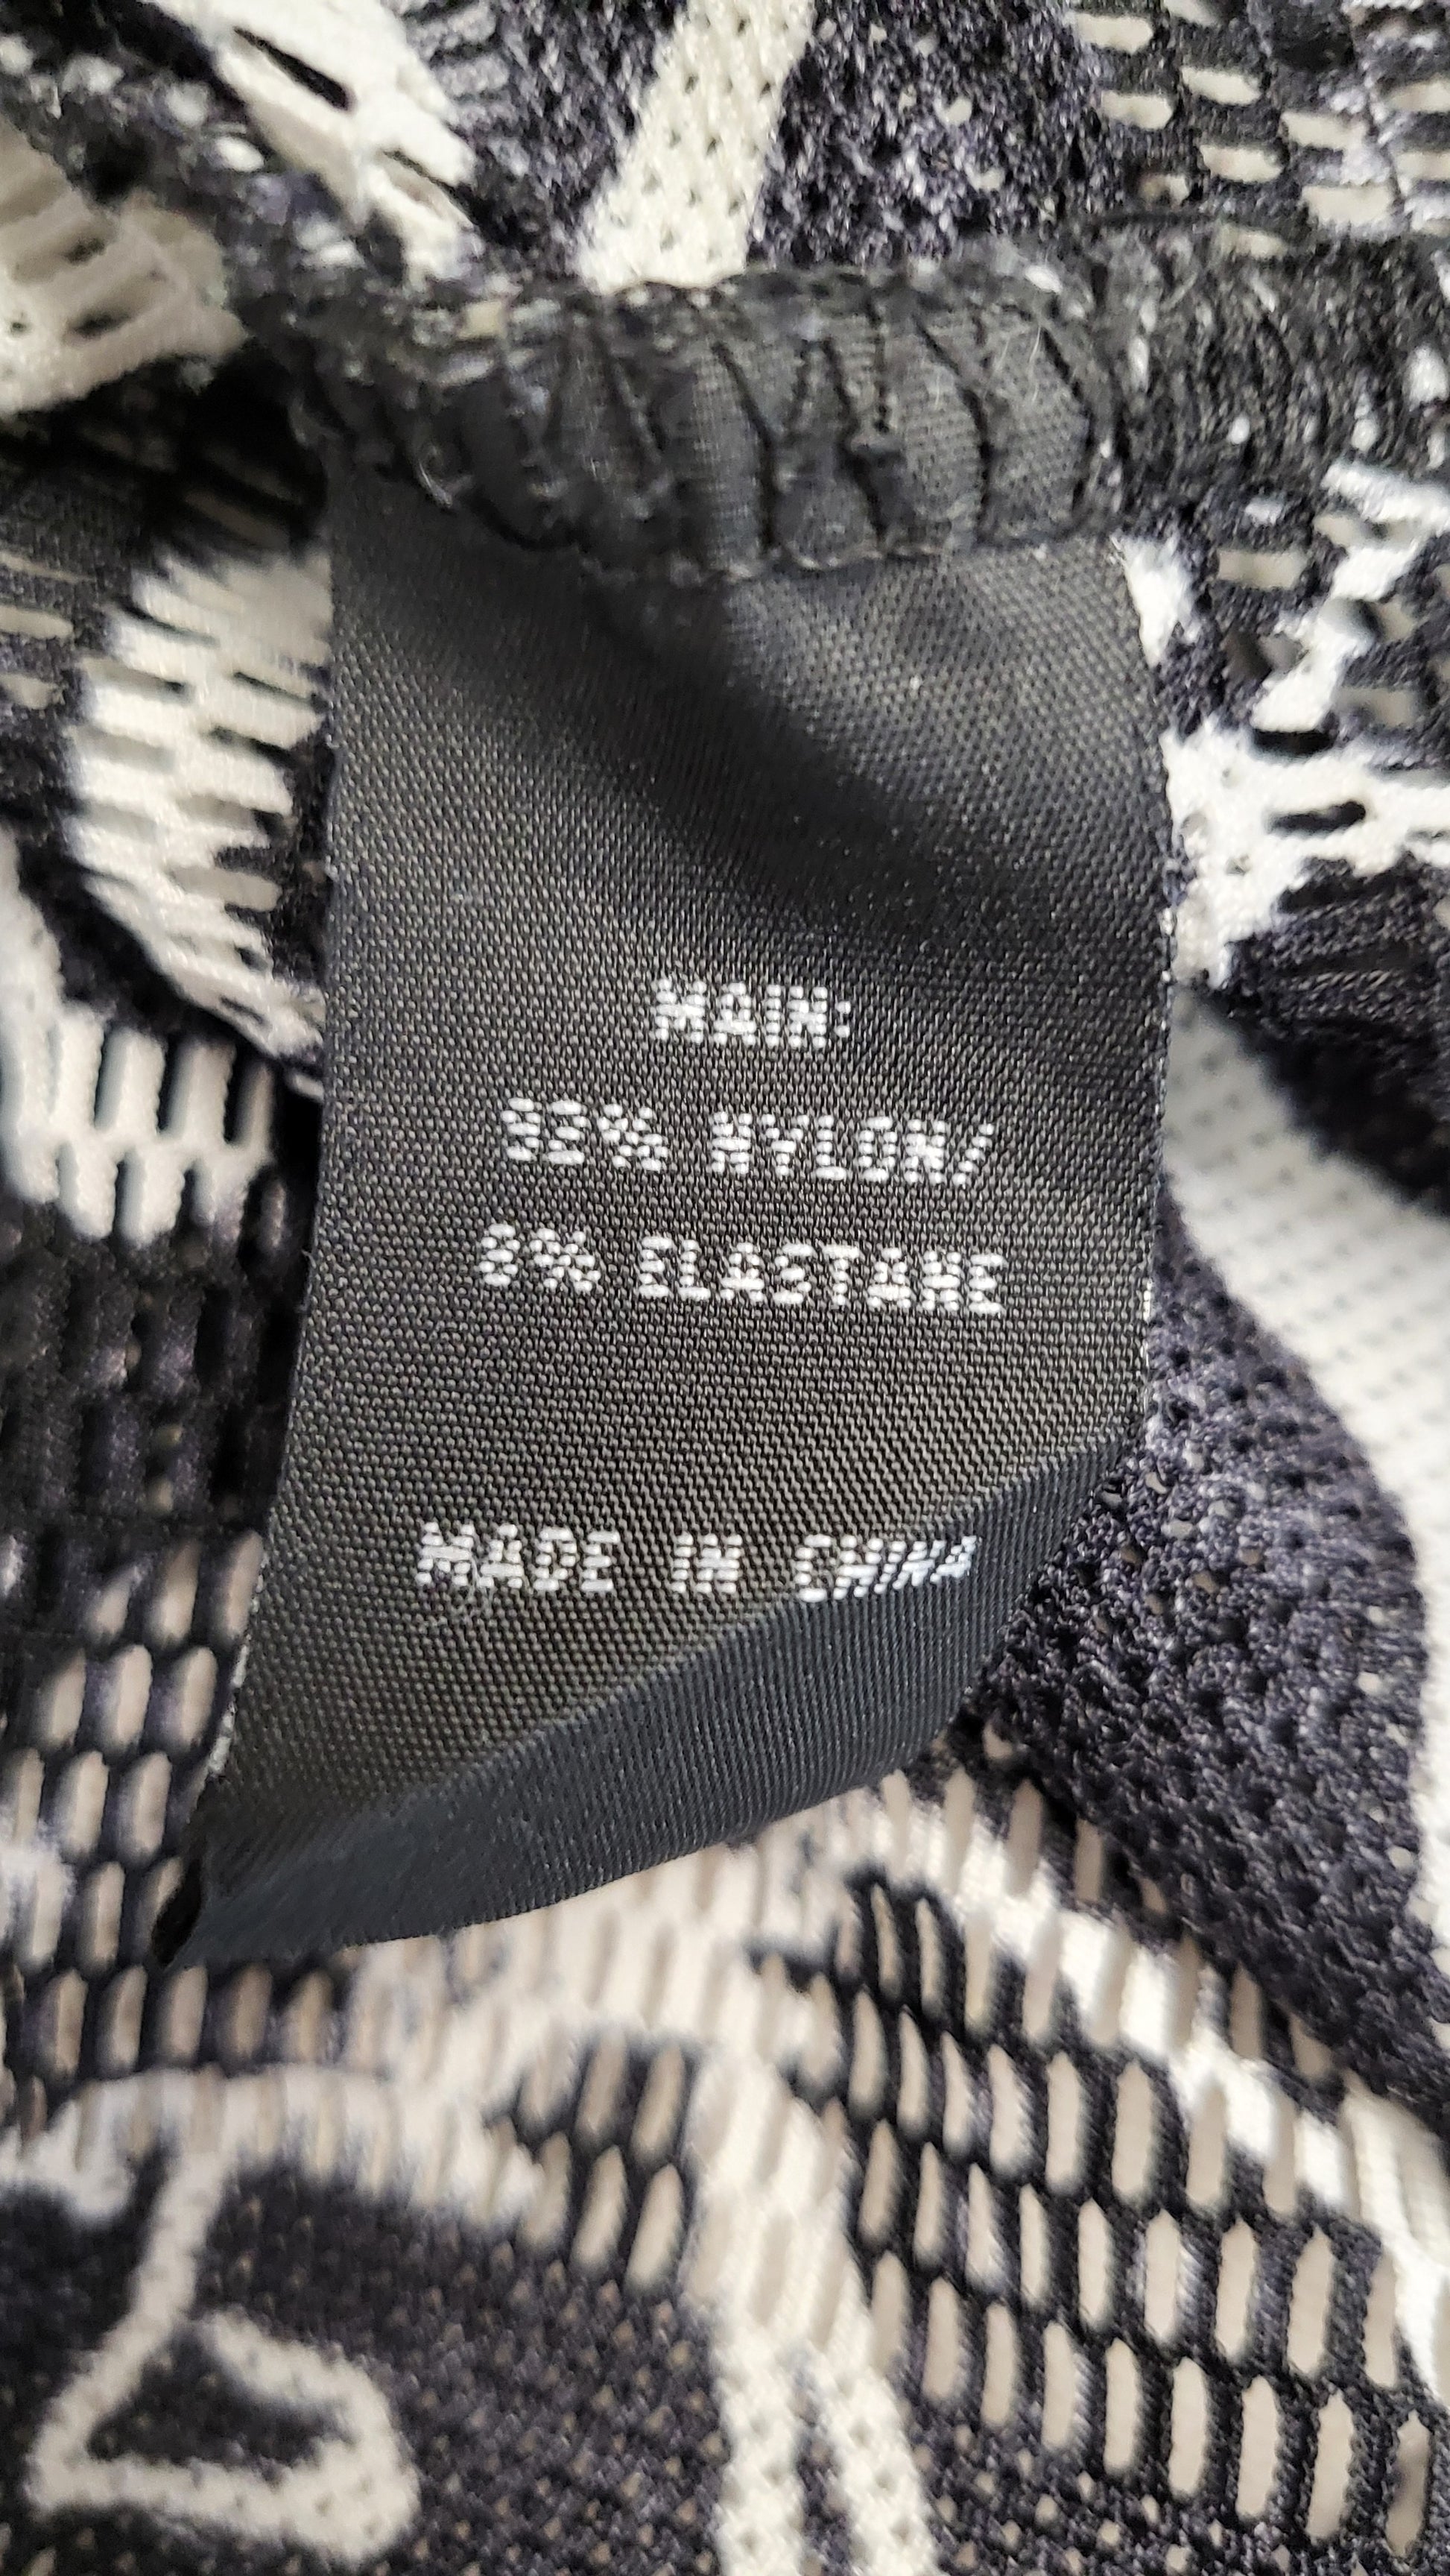 MAIN:
92% NYLON/
8% ELASTANE
MADE IN CHINA